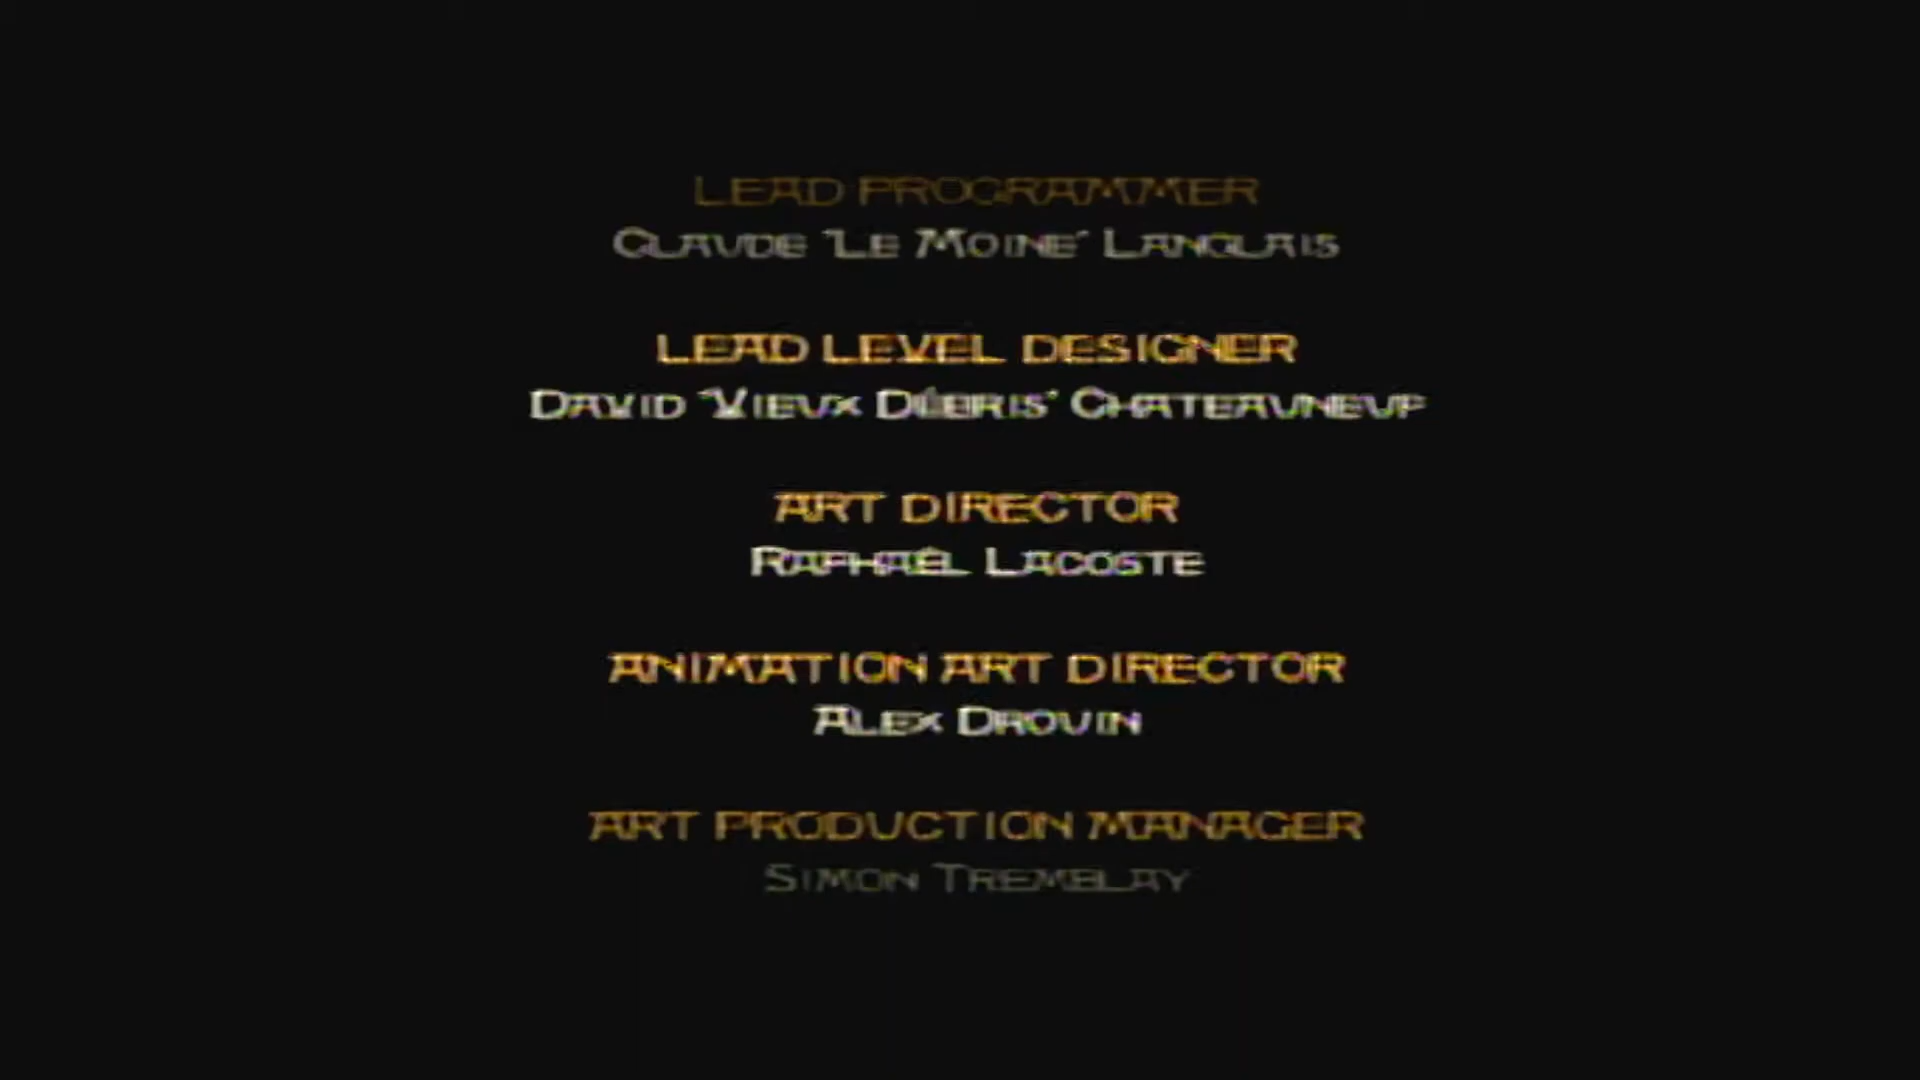 LEAD PROGRAMMER
CLAUDE "LE MOINE" LANGLAIS
LEAD LEVEL DESIGNER
DAVID "VIEUX DÉBRIS" CHATEAUNEUF
ART DIRECTOR
RAPHAËL LACOSTE
ANIMATION ART DIRECTOR
ALEX DROUIN
ART PRODUCTION MANAGER
SIMON TREMBLAY